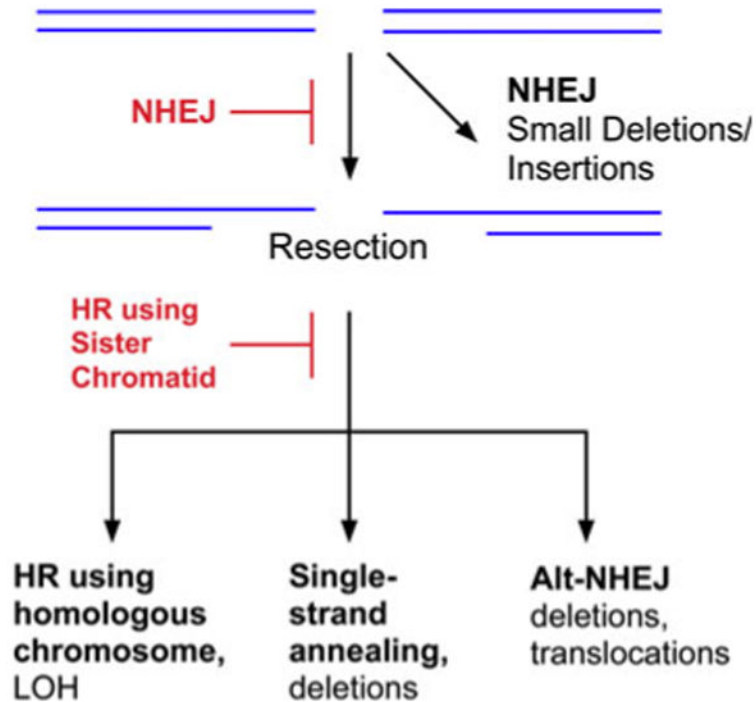 NHEJ
NHEJ
Small Deletions/
Insertions
Resection
HR using
Sister
Chromatid
HR using
homologous
chromosome,
LOH
Single-
strand
annealing,
deletions
Alt-NHEJ
deletions,
translocations